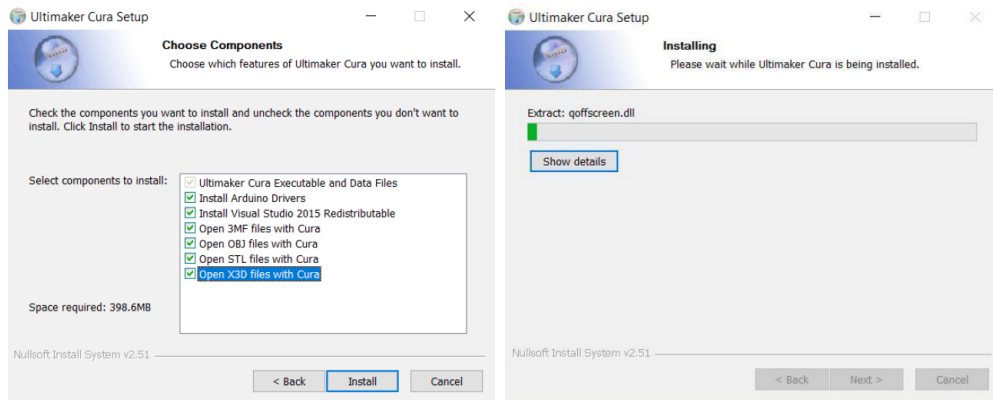 Ultimaker Cura Setup
Choose Components
Choose which features of Ultimaker Cura you want to install.
Check the components you want to install and uncheck the components you don't want to
install. Click Install to start the installation.
Select components to install:
Ultimaker Cura Executable and Data Files
Install Arduino Drivers
Install Visual Studio 2015 Redistributable
Open 3MF files with Cura
Open OBJ files with Cura
Open STL files with Cura
Open X3D files with Cura
Space required: 398.6MB
Nullsoft Install System v2.51
< Back
Install
Cancel
Ultimaker Cura Setup
Installing
Please wait while Ultimaker Cura is being installed.
Extract: qoffscreen.dll
Show details
Nullsoft Install System v2.51
< Back
Next >
Cancel